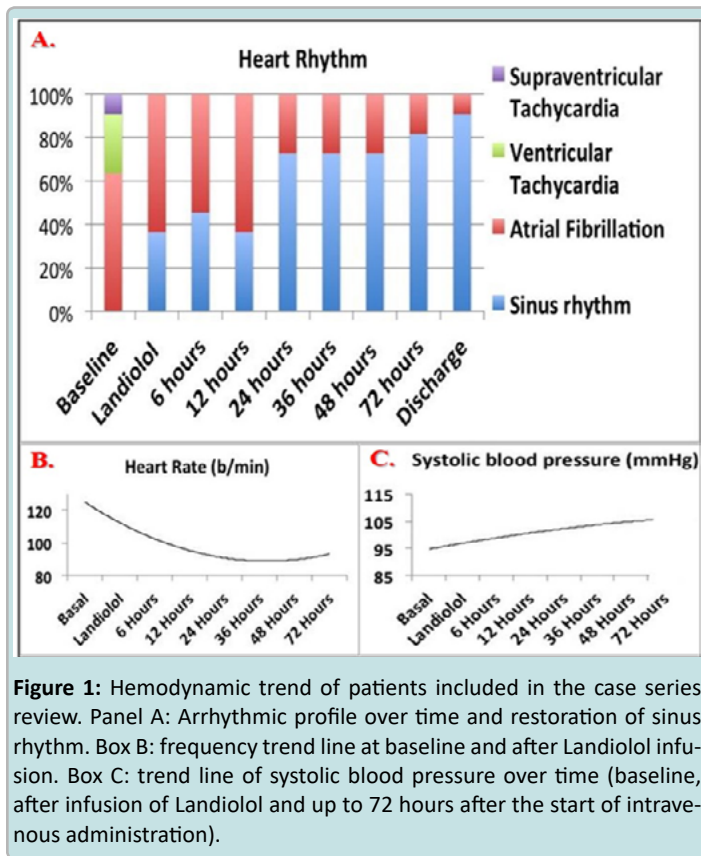 A.
Heart Rhythm
100%
80%
60%
40%
20%
0%
Baseline
Landiolol
6 hours
12 hours
24 hours
36 hours
48 hours
72 hours
Discharge
Supraventricular
Tachycardia
Ventricular
Tachycardia
Atrial Fibrillation
Sinus rhythm
B.
Heart Rate (b/min)
120
100
80
Basal
Landiolol
6 Hours
12 Hours
24 Hours
36 Hours
48 Hours
72 Hours
C.
Systolic blood pressure (mmHg)
115
105
95
85
Basal
Landiolol
6 Hours
12 Hours
24 Hours
36 Hours
48 Hours
72 Hours
Figure 1: Hemodynamic trend of patients included in the case series
review. Panel A: Arrhythmic profile over time and restoration of sinus
rhythm. Box B: frequency trend line at baseline and after Landiolol infu-
sion. Box C: trend line of systolic blood pressure over time (baseline,
after infusion of Landiolol and up to 72 hours after the start of intrave-
nous administration).